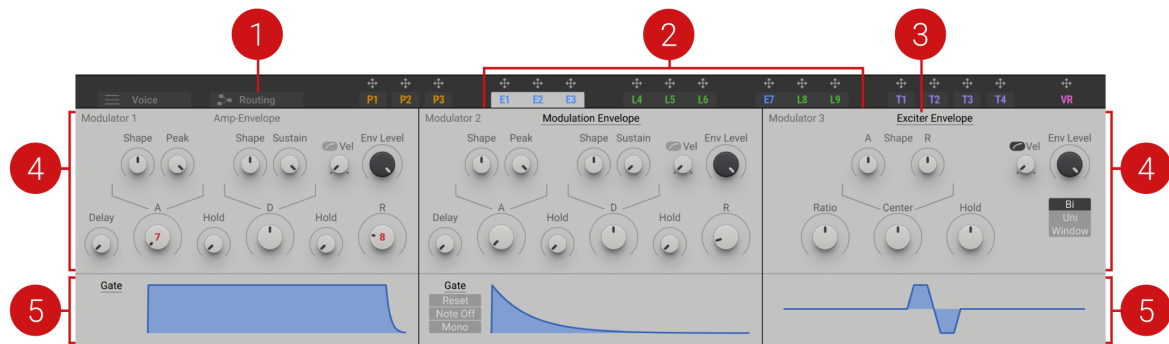 1 2 3
Voice Routing P1 P2 P3 E1 E2 E3 L4 L5 L6 E7 L8 L9 T1 T2 T3 T4 VR
Modulator 1 Amp-Envelope Modulator 2 Modulation Envelope Modulator 3 Exciter Envelope
Shape Peak Shape Sustain Vel Env Level Shape Peak Shape Sustain Vel Env Level A Shape R Vel Env Level
4 4
Delay A Hold D Hold R Delay A Hold D Hold R Ratio Center Hold Bi
7 8 Uni
Window
5 5
Gate Gate
Reset
Note Off
Mono